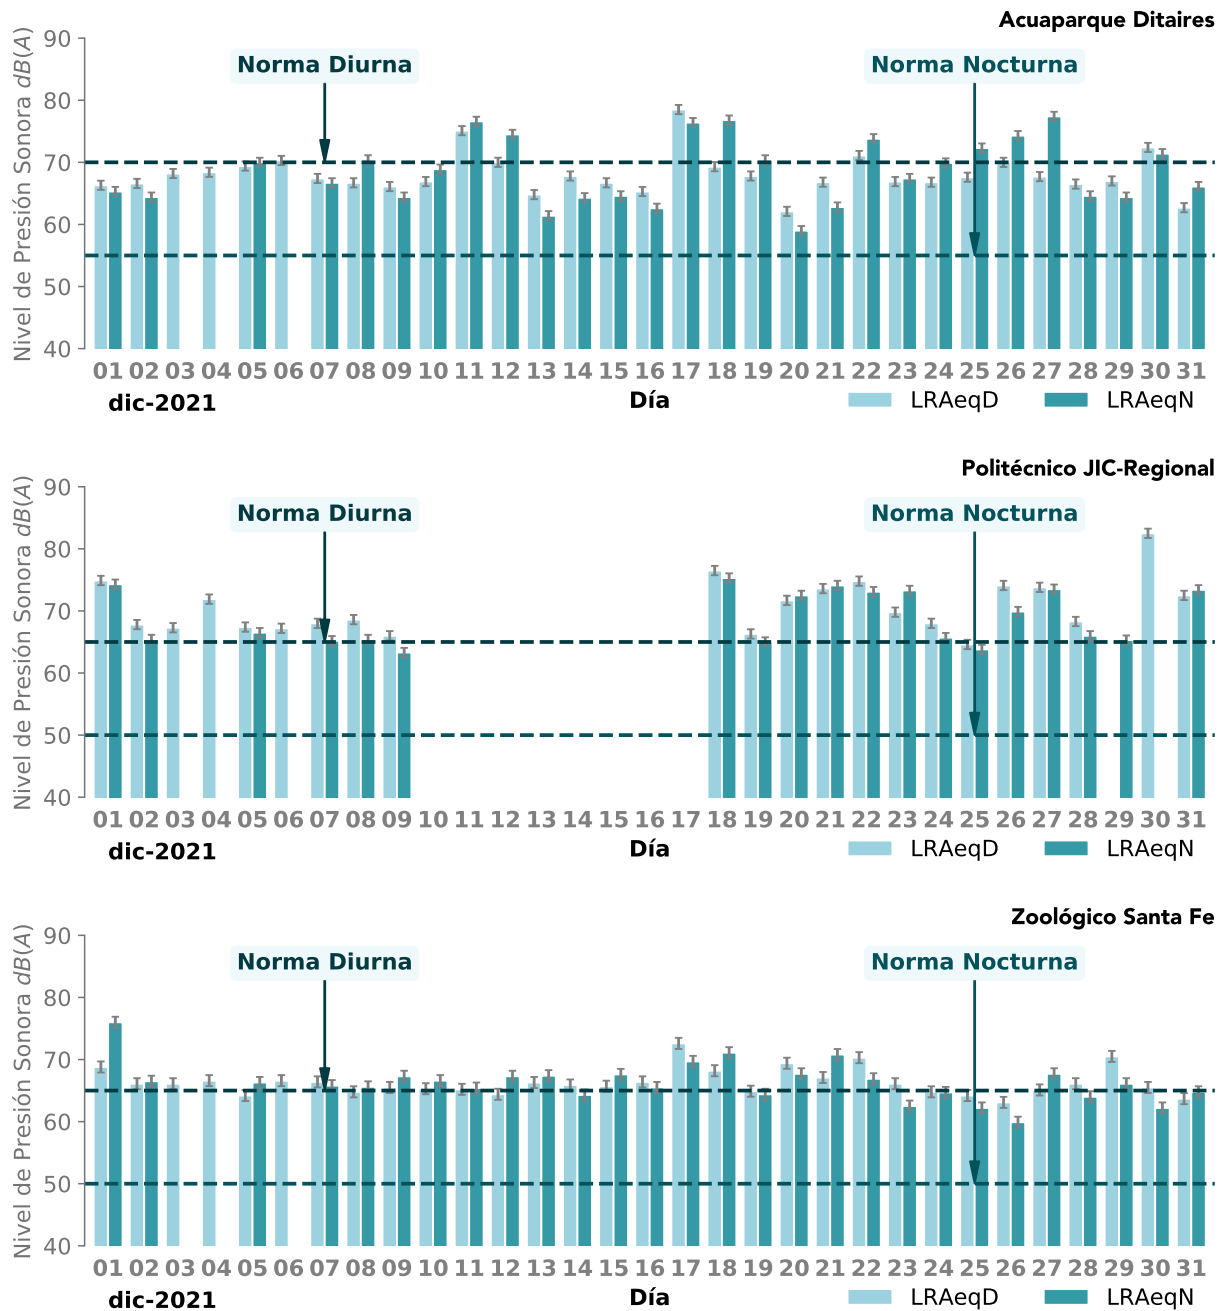 Acuaparque Ditaires
Nivel de Presión Sonora dB(A)
90
80
70
60
50
40
Norma Diurna
Norma Nocturna
01 02 03 04 05 06 07 08 09 10 11 12 13 14 15 16 17 18 19 20 21 22 23 24 25 26 27 28 29 30 31
dic-2021 Día LRAeqD LRAeqN
Politécnico JIC-Regional
Nivel de Presión Sonora dB(A)
90
80
70
60
50
40
Norma Diurna
Norma Nocturna
01 02 03 04 05 06 07 08 09 10 11 12 13 14 15 16 17 18 19 20 21 22 23 24 25 26 27 28 29 30 31
dic-2021 Día LRAeqD LRAeqN
Zoológico Santa Fe
Nivel de Presión Sonora dB(A)
90
80
70
60
50
40
Norma Diurna
Norma Nocturna
01 02 03 04 05 06 07 08 09 10 11 12 13 14 15 16 17 18 19 20 21 22 23 24 25 26 27 28 29 30 31
dic-2021 Día LRAeqD LRAeqN